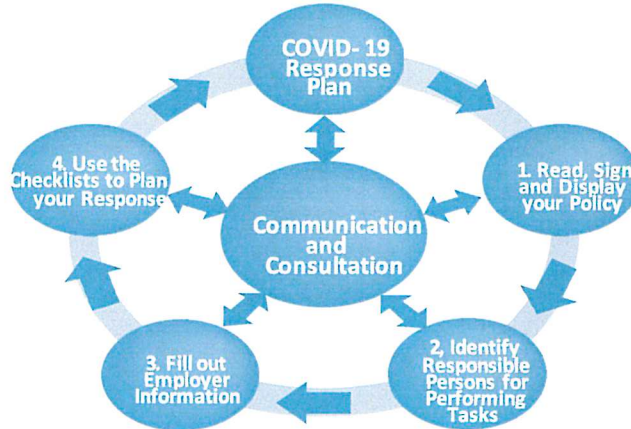 COVID- 19
Response
Plan
1. Read, Sign
and Display
your Policy
2, Identify
Responsible
Persons for
Performing
Tasks
3. Fill out
Employer
Information
4. Use the
Checklists to Plan
your Response
Communication
and
Consultation